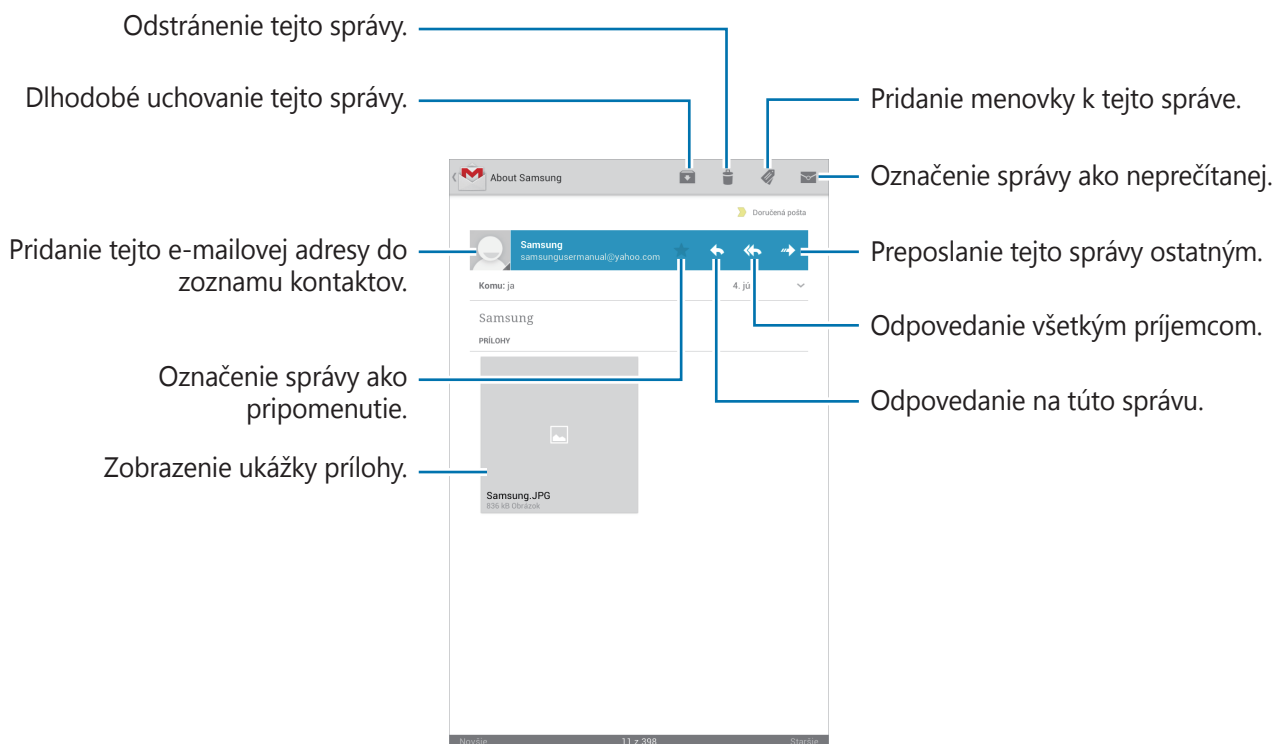 Odstránenie tejto správy.
Dlhodobé uchovanie tejto správy.
Pridanie menovky k tejto správe.
About Samsung
Označenie správy ako neprečítanej.
Doručená pošta
Pridanie tejto e-mailovej adresy do
zoznamu kontaktov.
Samsung
samsungusermanual@yahoo.com
Preposlanie tejto správy ostatným.
Komu: ja
4. jú
Samsung
PRÍLOHY
Odpovedanie všetkým príjemcom.
Označenie správy ako
pripomenutie.
Odpovedanie na túto správu.
Zobrazenie ukážky prílohy.
Samsung.JPG
836 kB Obrázok
Novšie
11 z 398
Staršie